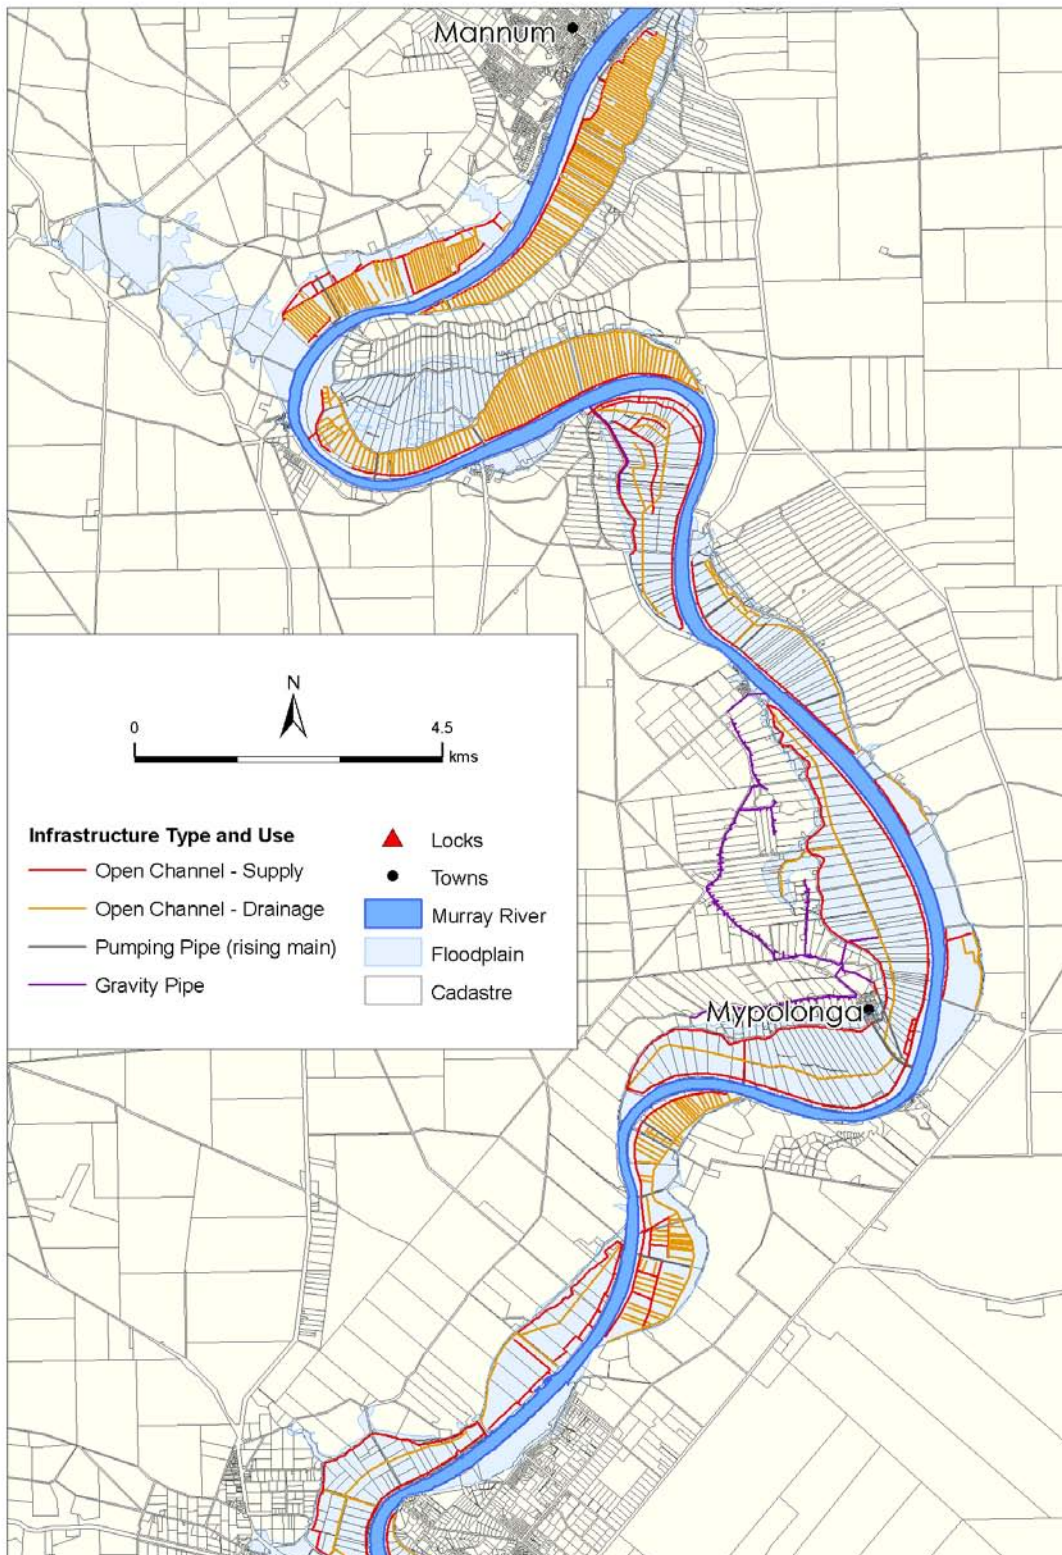 Mannum
N
0 4.5
kms
Infrastructure Type and Use
Open Channel - Supply
Open Channel - Drainage
Pumping Pipe (rising main)
Gravity Pipe
Locks
Towns
Murray River
Floodplain
Cadastre
Mypolonga